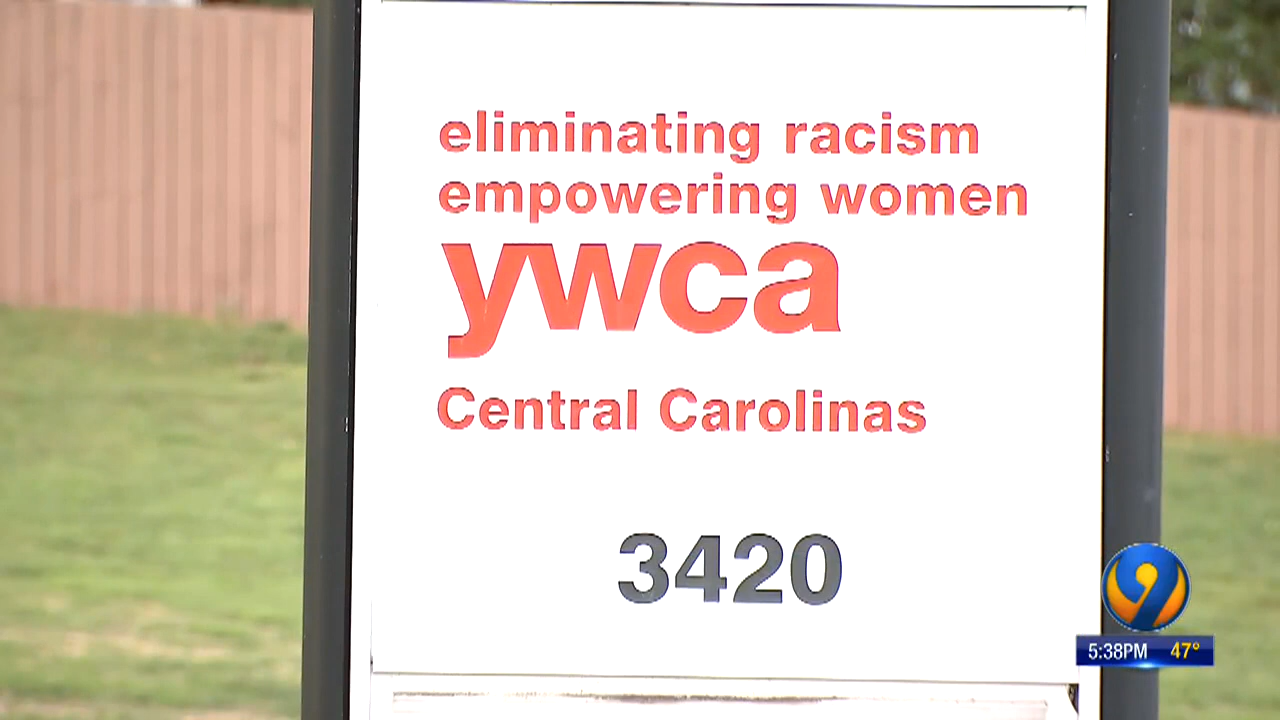 eliminating racism
empowering women
ywca
Central Carolinas
3420
9
5:38PM 47°